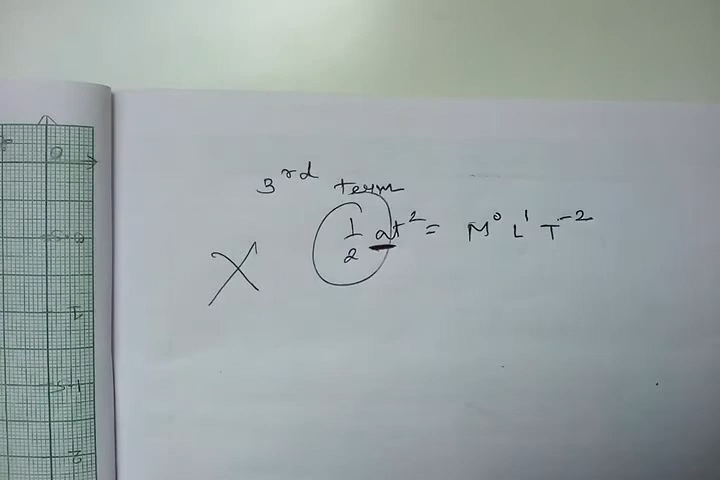 3rd term
1/2 at² = M⁰ L¹ T⁻²
X